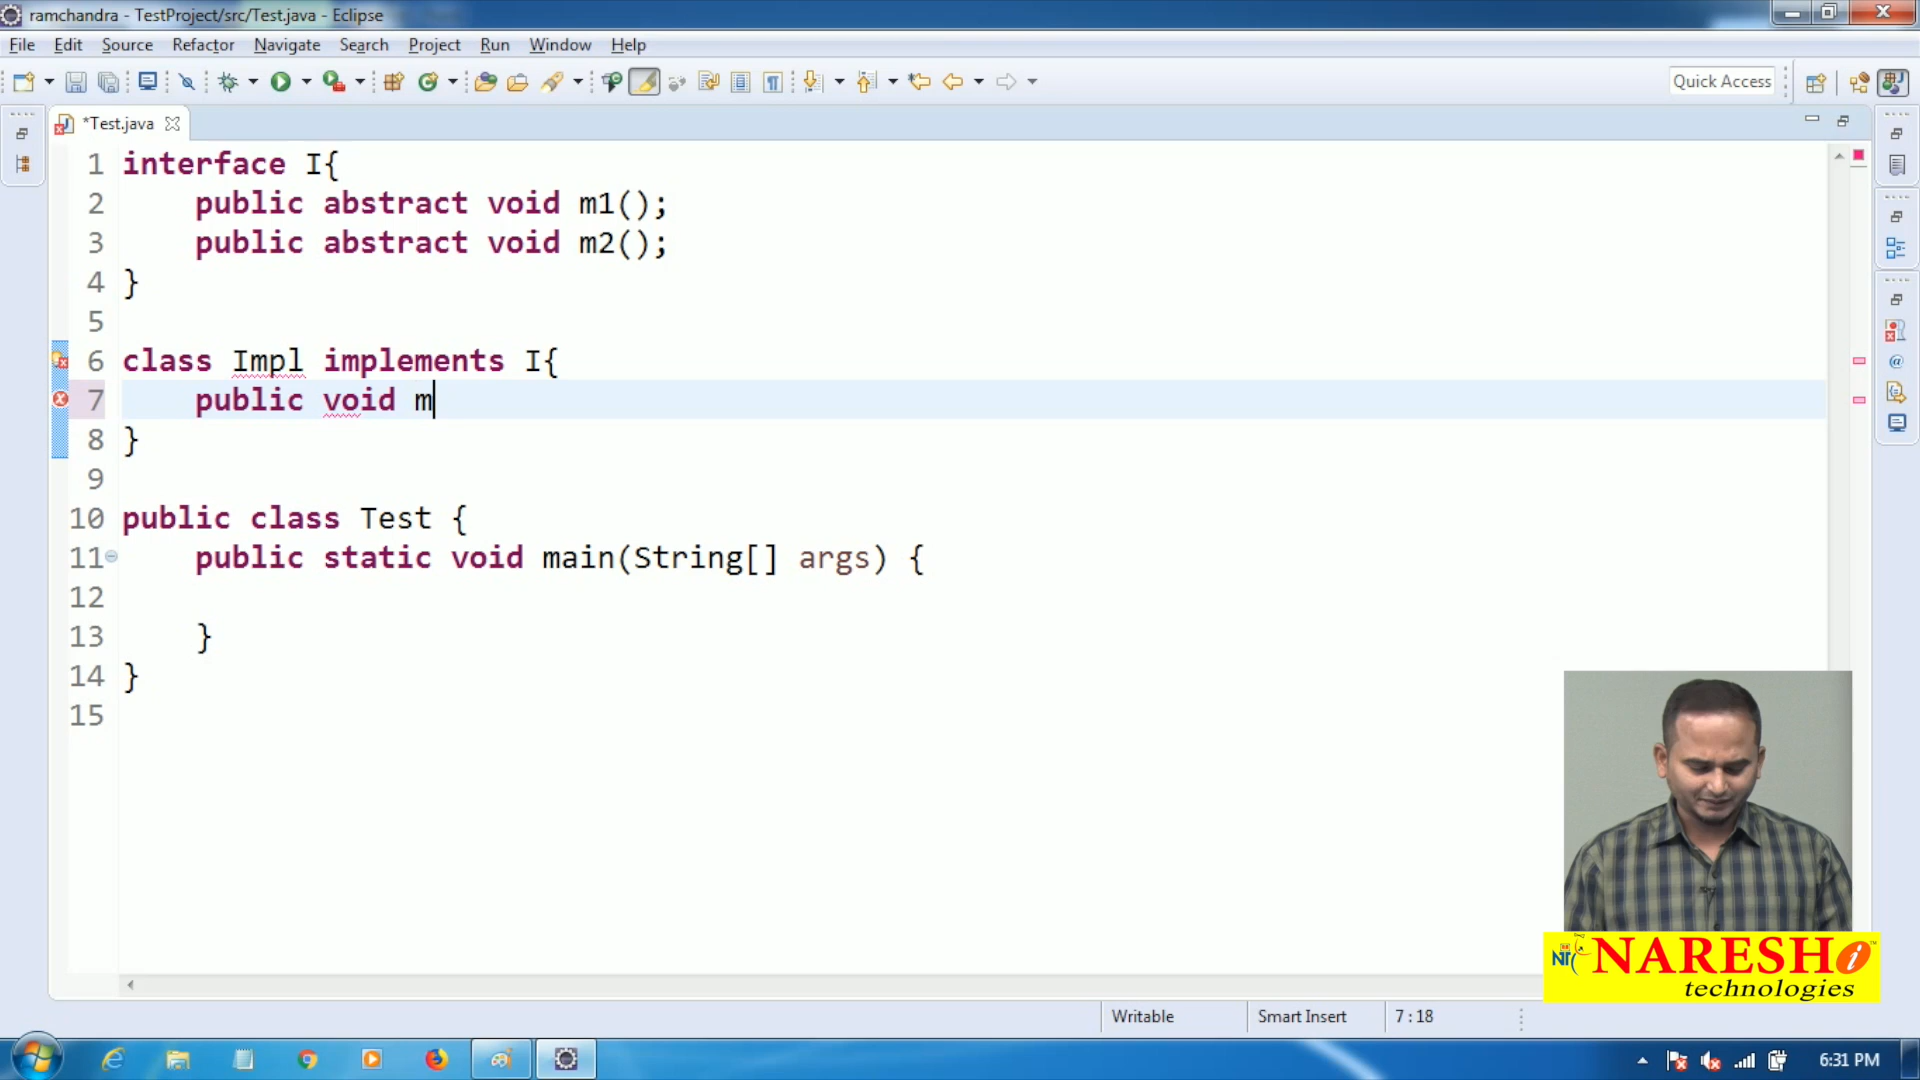 ramchandra - TestProject/src/Test.java - Eclipse
File Edit Source Refactor Navigate Search Project Run Window Help
Quick Access
*Test.java
1 interface I{
2 public abstract void m1();
3 public abstract void m2();
4 }
5
6 class Impl implements I{
7 public void m
8 }
9
10 public class Test {
11 public static void main(String[] args) {
12
13 }
14 }
15
NARESH i
technologies
Writable Smart Insert 7 : 18
6:31 PM